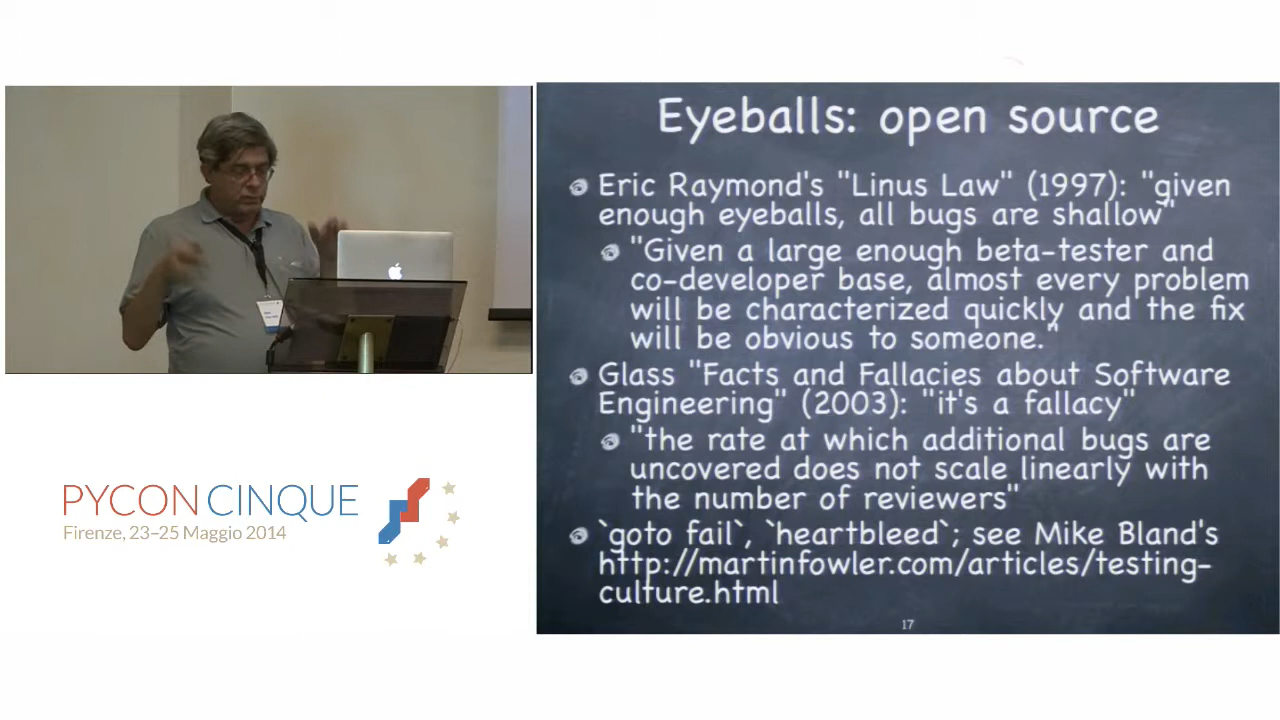 Eyeballs: open source
Eric Raymond's "Linus Law" (1997): "given
enough eyeballs, all bugs are shallow"
"Given a large enough beta-tester and
co-developer base, almost every problem
will be characterized quickly and the fix
will be obvious to someone."
Glass "Facts and Fallacies about Software
Engineering" (2003): "it's a fallacy"
"the rate at which additional bugs are
uncovered does not scale linearly with
the number of reviewers"
`goto fail`, `heartbleed`; see Mike Bland's
http://martinfowler.com/articles/testing-
culture.html
17
PYCON CINQUE
Firenze, 23–25 Maggio 2014